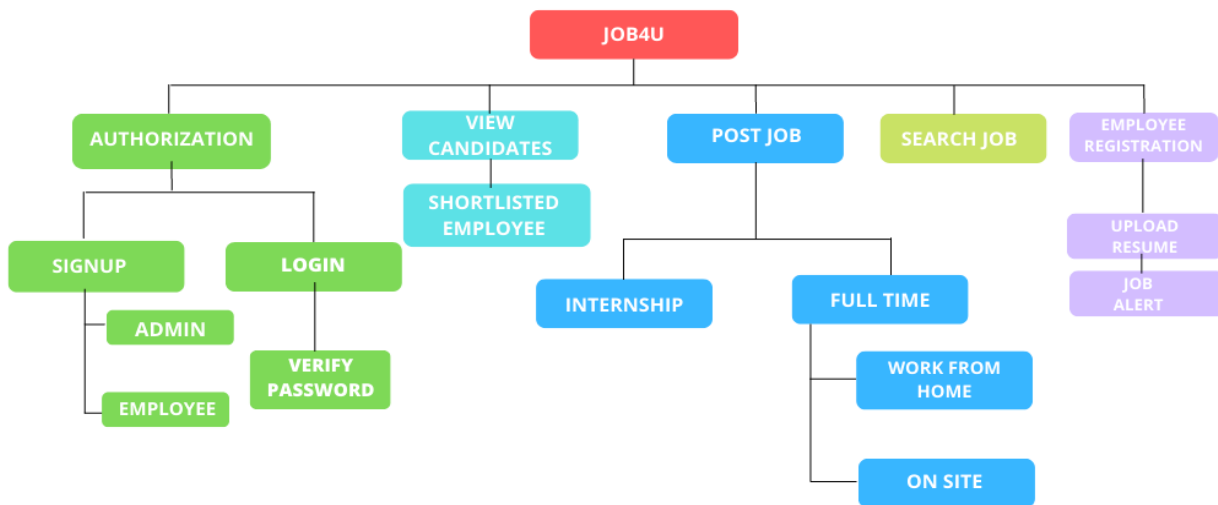 JOB4U
AUTHORIZATION
VIEW
CANDIDATES
POST JOB
SEARCH JOB
EMPLOYEE
REGISTRATION
SHORTLISTED
EMPLOYEE
UPLOAD
RESUME
SIGNUP
LOGIN
JOB
ALERT
INTERNSHIP
FULL TIME
ADMIN
VERIFY
PASSWORD
WORK FROM
HOME
EMPLOYEE
ON SITE